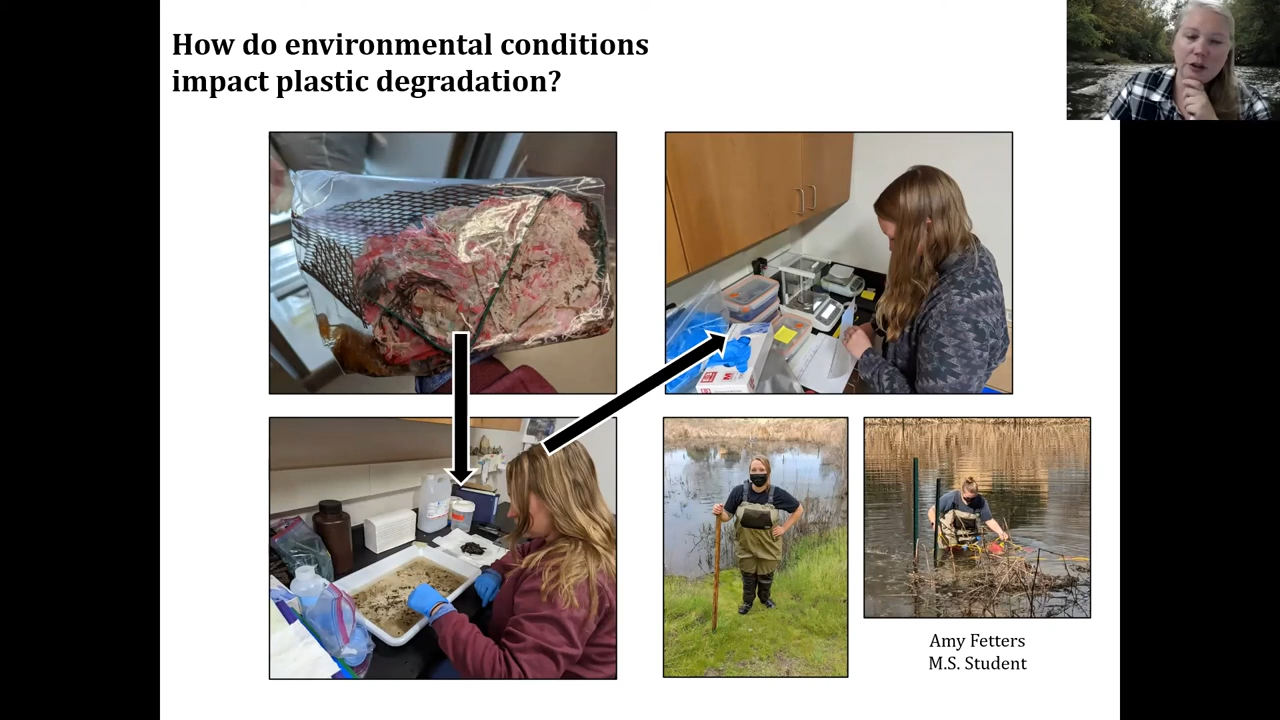 How do environmental conditions
impact plastic degradation?
Amy Fetters
M.S. Student